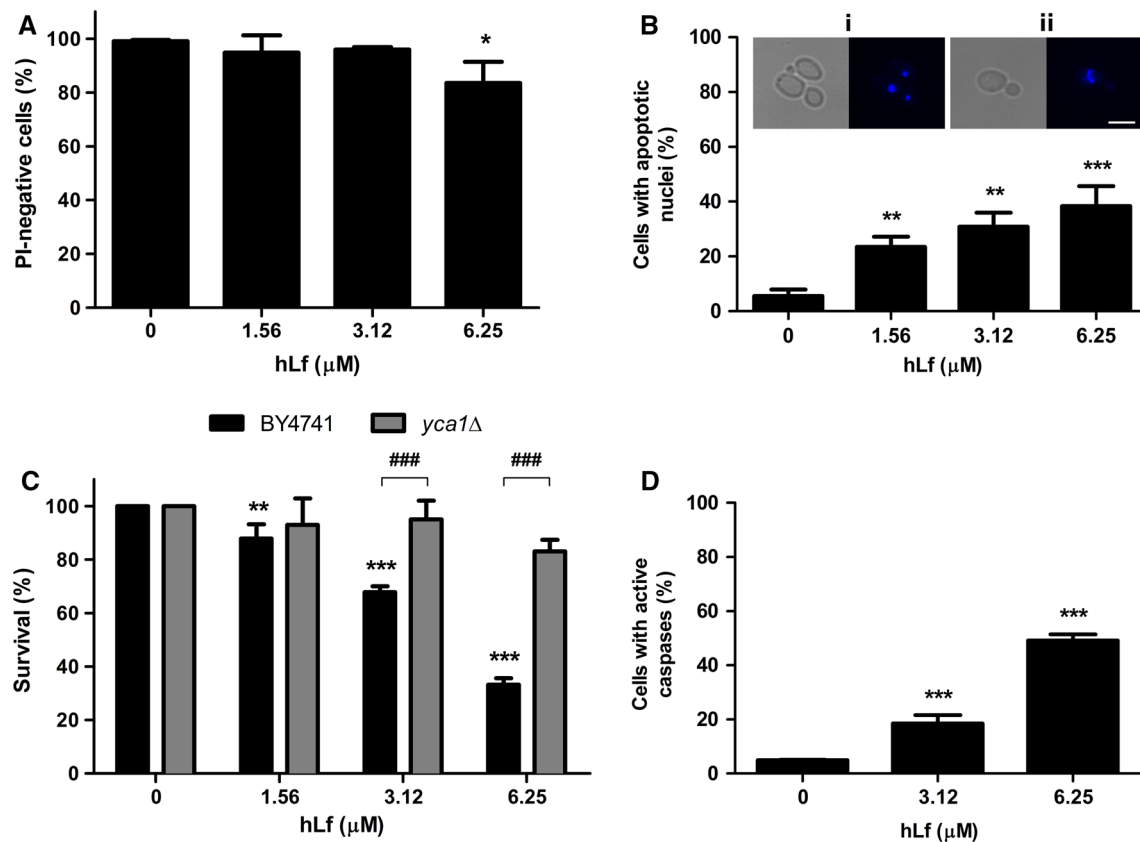 A
PI-negative cells (%)
100
80
60
40
20
0
*
0 1.56 3.12 6.25
hLf (μM)
B
i ii
Cells with apoptotic
nuclei (%)
100
80
60
40
20
0
** ** ***
0 1.56 3.12 6.25
hLf (μM)
BY4741 yca1Δ
C
Survival (%)
100
80
60
40
20
0
** *** ***
### ###
0 1.56 3.12 6.25
hLf (μM)
D
Cells with active
caspases (%)
100
80
60
40
20
0
*** ***
0 3.12 6.25
hLf (μM)